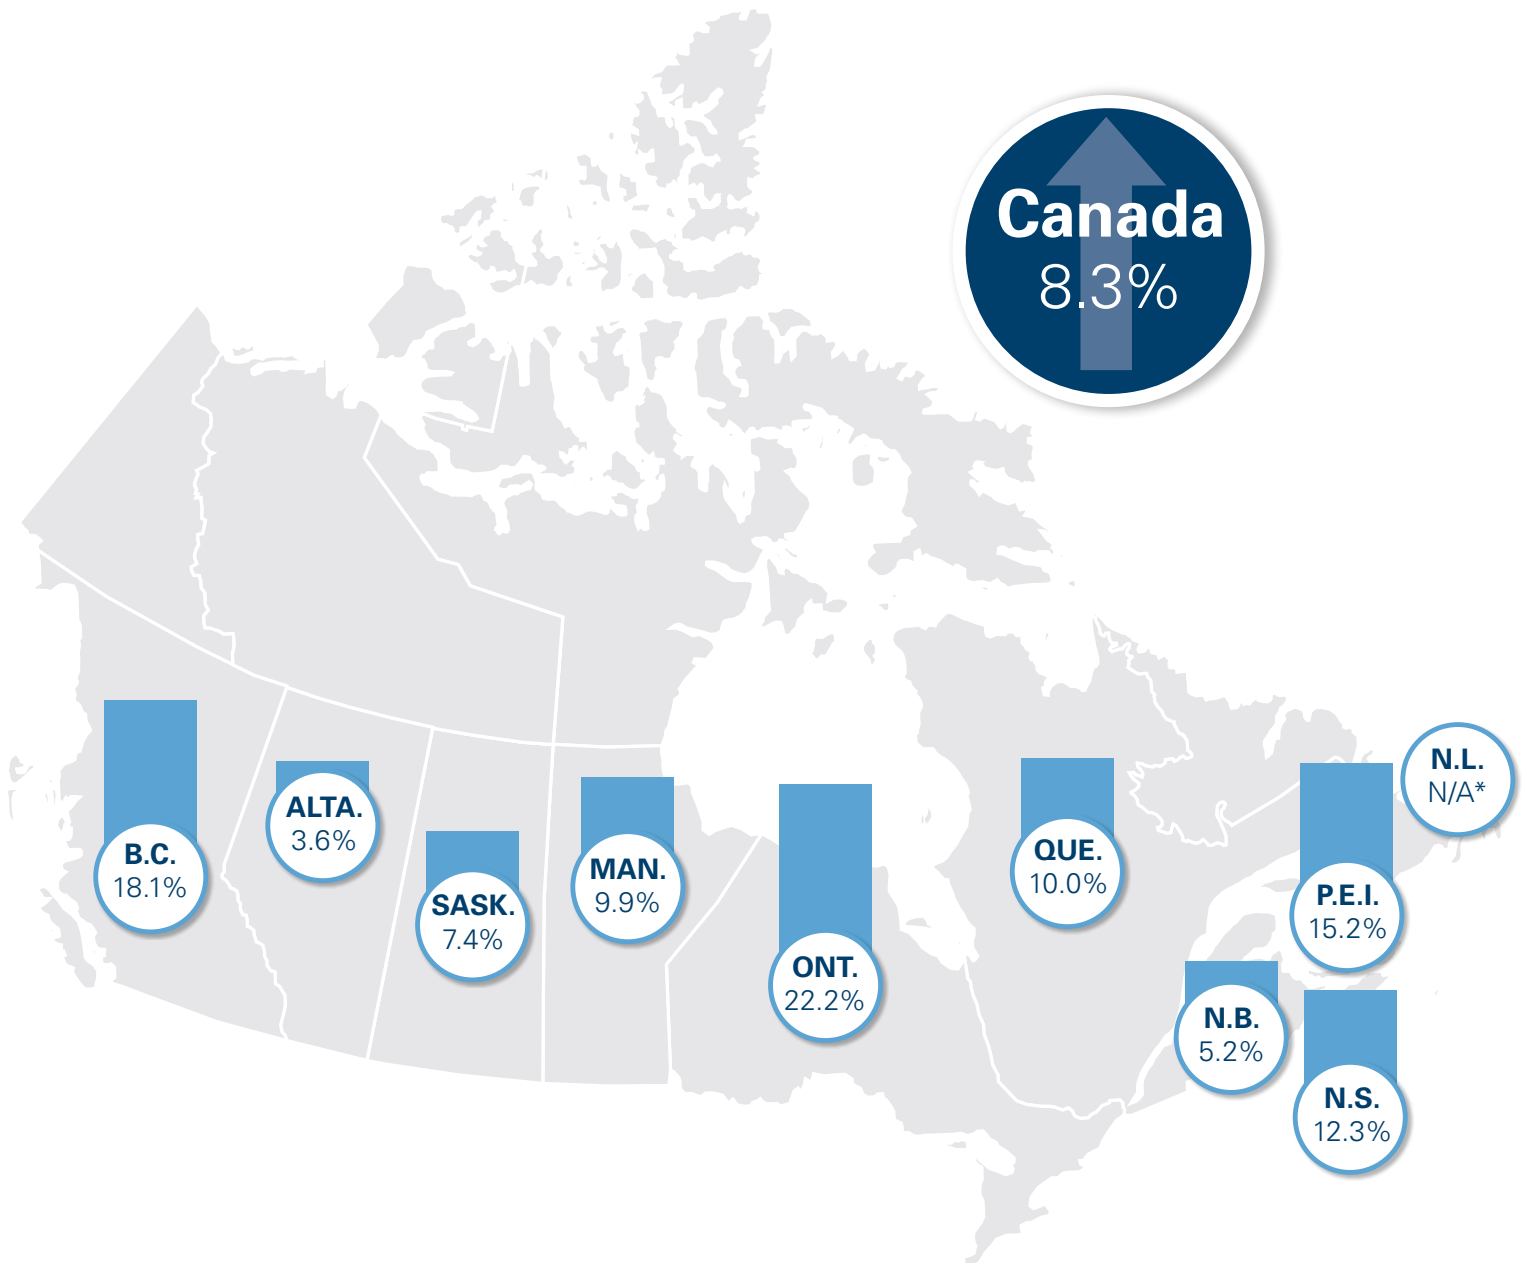 Canada
8.3%
B.C.
18.1%
ALTA.
3.6%
SASK.
7.4%
MAN.
9.9%
ONT.
22.2%
QUE.
10.0%
N.L.
N/A*
P.E.I.
15.2%
N.B.
5.2%
N.S.
12.3%